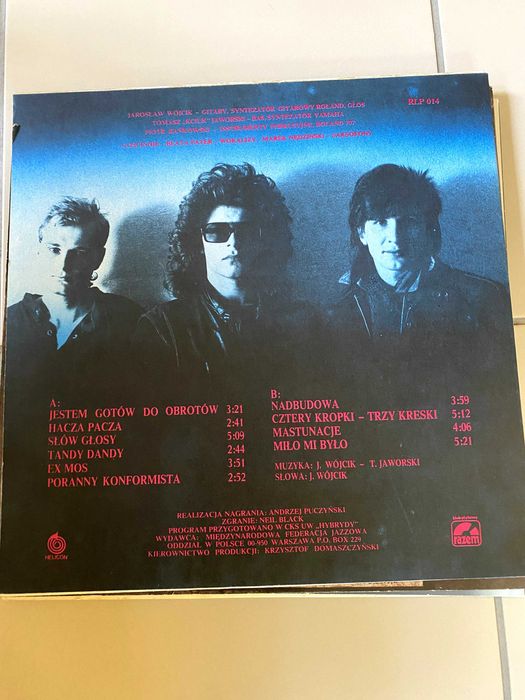 JAROSŁAW WÓJCIK – GITARY, SYNTEZATOR GITAROWY ROLAND, GŁOS
RLP 014
JAWORSKI – BAS, SYNTEZATOR YAMAHA
A:
JESTEM GOTÓW DO OBROTÓW 3:21
HACZA PACZA 2:41
SŁÓW GŁOSY 5:09
TANDY DANDY 2:44
EX MOS 3:51
PORANNY KONFORMISTA 2:52
B:
NADBUDOWA 3:59
CZTERY KROPKI – TRZY KRESKI 5:12
MASTUNACJE 4:06
MIŁO MI BYŁO 5:21
MUZYKA: J. WÓJCIK – T. JAWORSKI
SŁOWA: J. WÓJCIK
REALIZACJA NAGRANIA: ANDRZEJ PUCZYŃSKI
ZGRANIE: NEIL BLACK
PROGRAM PRZYGOTOWANO W CKS UW „HYBRYDY"
WYDAWCA: MIĘDZYNARODOWA FEDERACJA JAZZOWA
ODDZIAŁ W POLSCE 00-950 WARSZAWA P.O. BOX 229
KIEROWNICTWO PRODUKCJI: KRZYSZTOF DOMASZCZYŃSKI
HELICON
razem